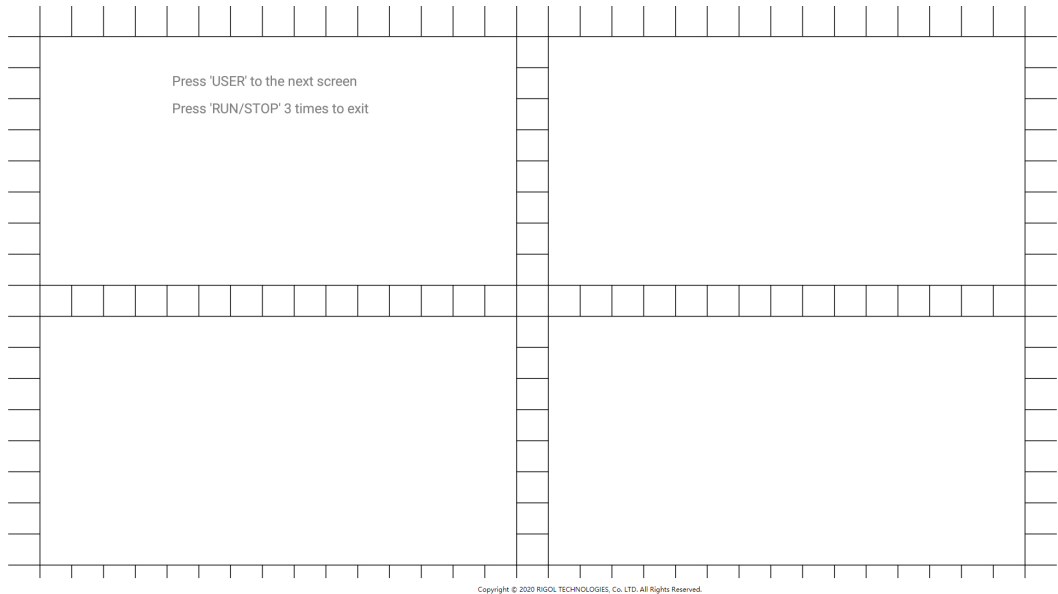 Press 'USER' to the next screen
Press 'RUN/STOP' 3 times to exit
Copyright © 2020 RIGOL TECHNOLOGIES, Co. LTD. All Rights Reserved.